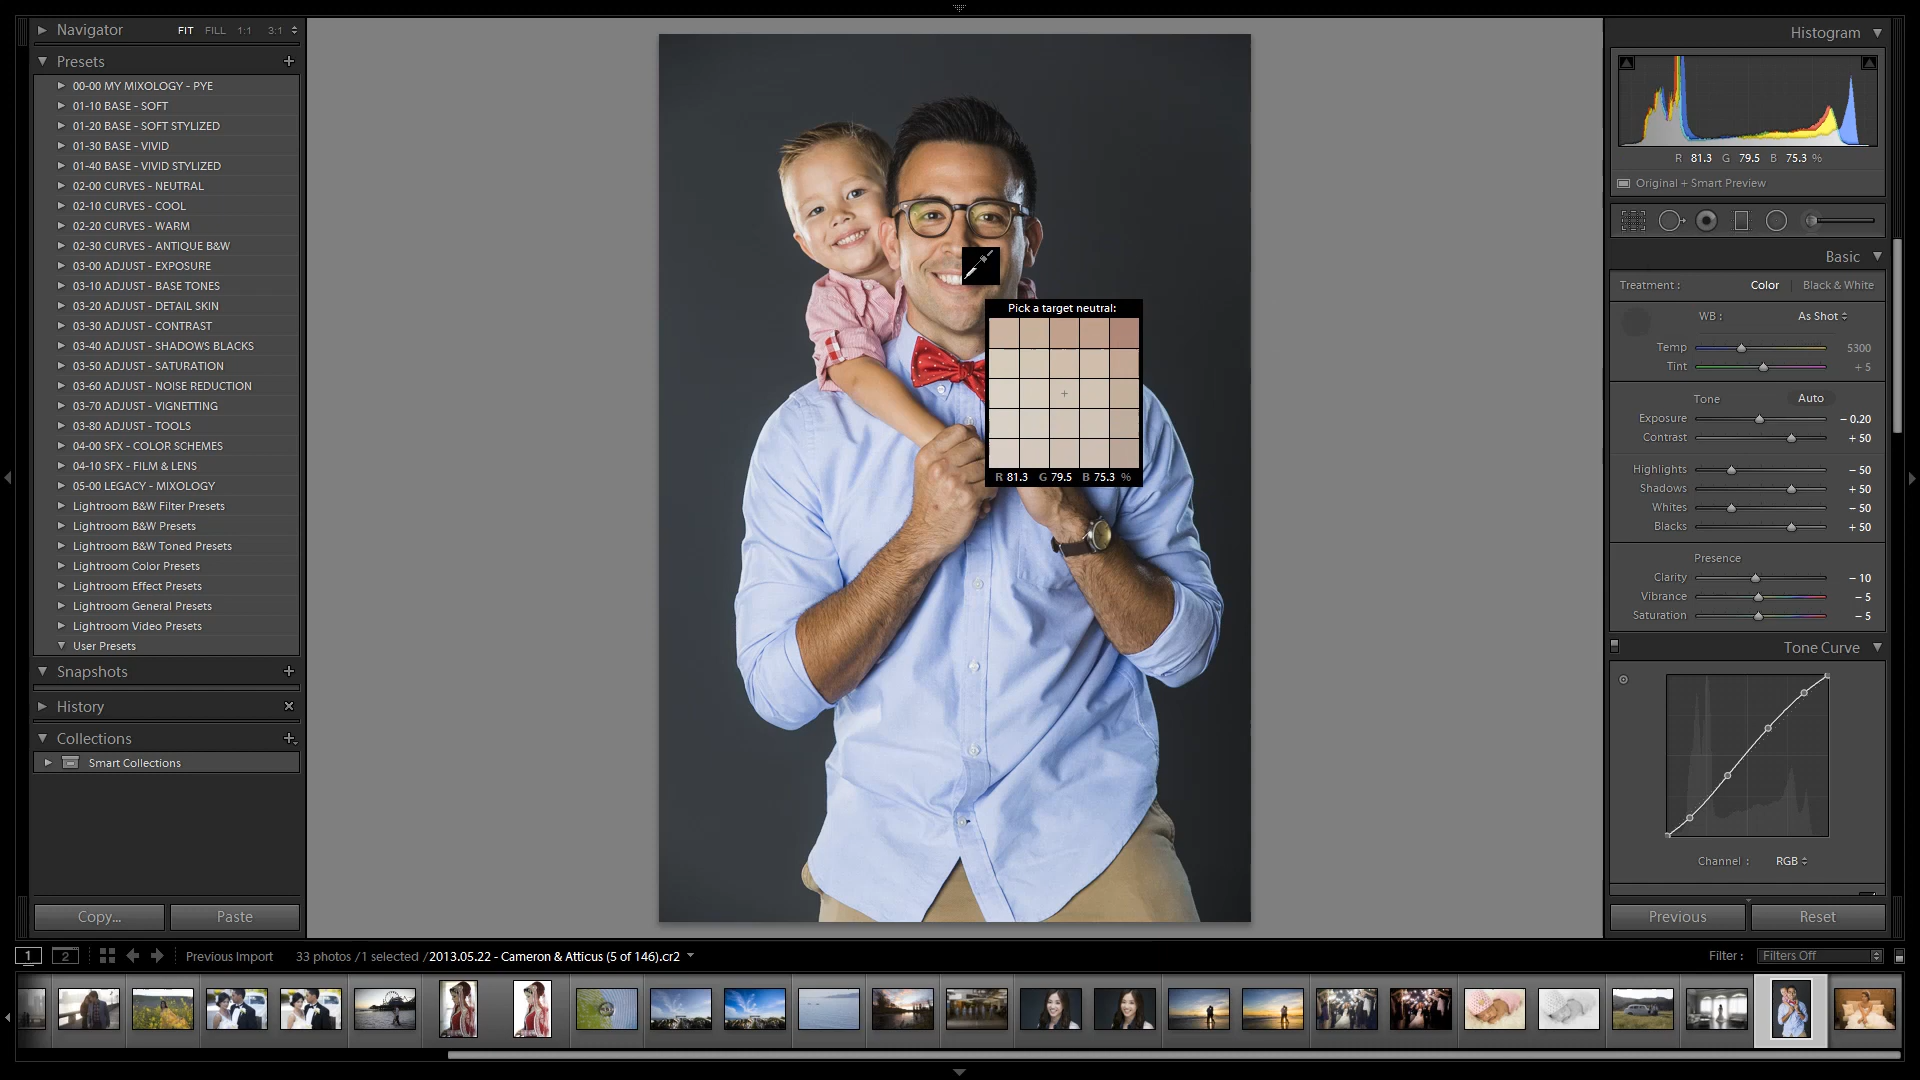 Navigator FIT FILL 1:1 3:1
Presets
00-00 MY MIXOLOGY - PYE
01-10 BASE - SOFT
01-20 BASE - SOFT STYLIZED
01-30 BASE - VIVID
01-40 BASE - VIVID STYLIZED
02-00 CURVES - NEUTRAL
02-10 CURVES - COOL
02-20 CURVES - WARM
02-30 CURVES - ANTIQUE B&W
03-00 ADJUST - EXPOSURE
03-10 ADJUST - BASE TONES
03-20 ADJUST - DETAIL SKIN
03-30 ADJUST - CONTRAST
03-40 ADJUST - SHADOWS BLACKS
03-50 ADJUST - SATURATION
03-60 ADJUST - NOISE REDUCTION
03-70 ADJUST - VIGNETTING
03-80 ADJUST - TOOLS
04-00 SFX - COLOR SCHEMES
04-10 SFX - FILM & LENS
05-00 LEGACY - MIXOLOGY
Lightroom B&W Filter Presets
Lightroom B&W Presets
Lightroom B&W Toned Presets
Lightroom Color Presets
Lightroom Effect Presets
Lightroom General Presets
Lightroom Video Presets
User Presets
Snapshots
History
Collections
Smart Collections
Copy... Paste
Pick a target neutral:
R 81.3 G 79.5 B 75.3 %
Histogram
R 81.3 G 79.5 B 75.3 %
Original + Smart Preview
Basic
Treatment : Color Black & White
WB : As Shot
Temp 5300
Tint + 5
Tone Auto
Exposure − 0.20
Contrast + 50
Highlights − 50
Shadows + 50
Whites − 50
Blacks + 50
Presence
Clarity − 10
Vibrance − 5
Saturation − 5
Tone Curve
Channel : RGB
Previous Reset
1 2 Previous Import 33 photos /1 selected /2013.05.22 - Cameron & Atticus (5 of 146).cr2 Filter : Filters Off